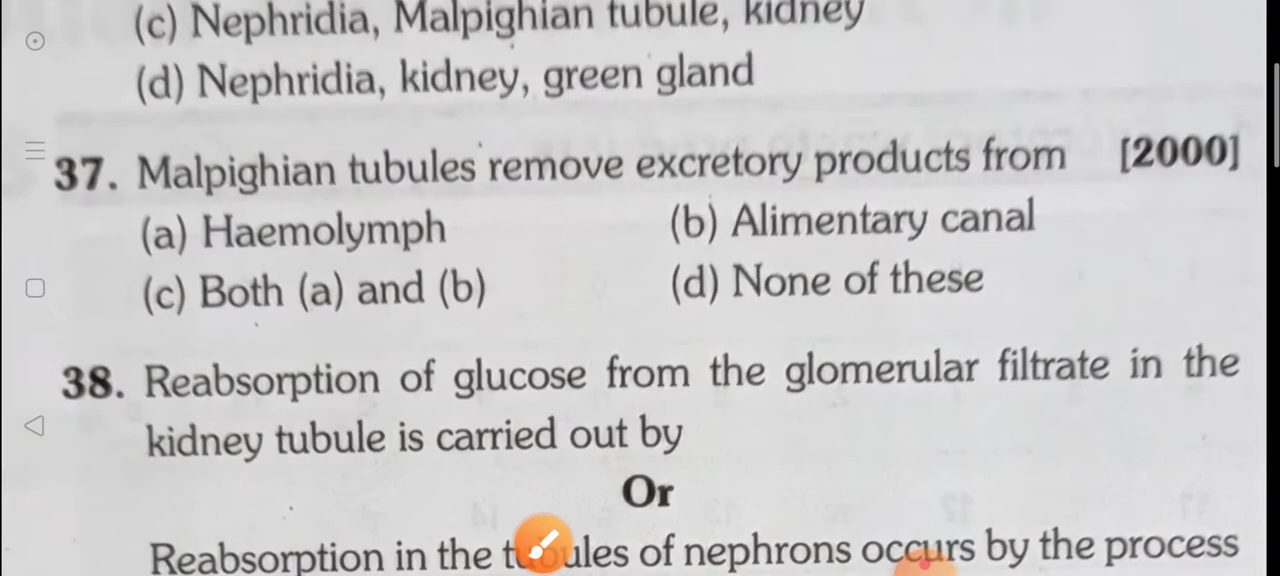 (c) Nephridia, Malpighian tubule, kidney
(d) Nephridia, kidney, green gland
37. Malpighian tubules remove excretory products from [2000]
(a) Haemolymph (b) Alimentary canal
(c) Both (a) and (b) (d) None of these
38. Reabsorption of glucose from the glomerular filtrate in the
kidney tubule is carried out by
Or
Reabsorption in the tubules of nephrons occurs by the process